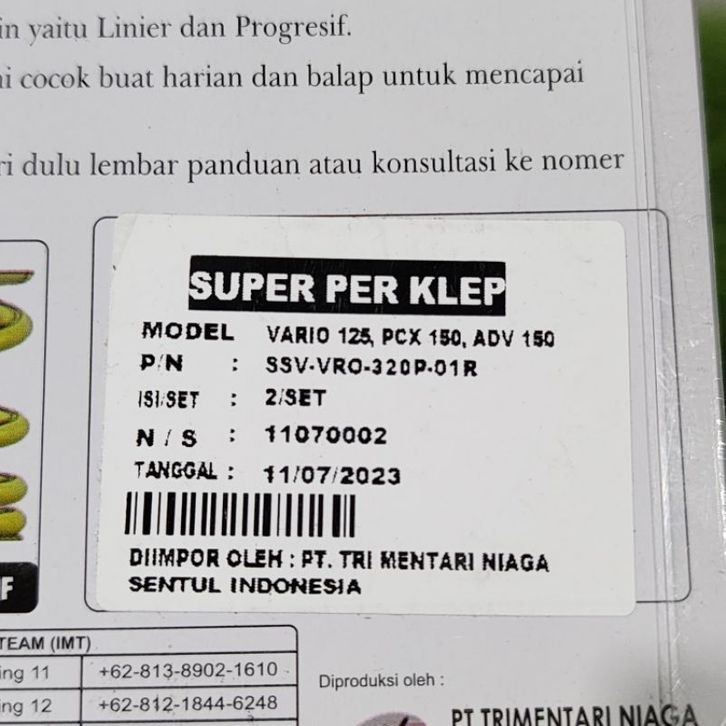 in yaitu Linier dan Progresif.
ni cocok buat harian dan balap untuk mencapai
ri dulu lembar panduan atau konsultasi ke nomer
SUPER PER KLEP
MODEL VARIO 125, PCX 150, ADV 150
P/N : SSV-VRO-320P-01R
ISI/SET : 2/SET
N / S : 11070002
TANGGAL : 11/07/2023
DIIMPOR OLEH : PT. TRI MENTARI NIAGA
SENTUL INDONESIA
F
TEAM (IMT)
ing 11 +62-813-8902-1610
ing 12 +62-812-1844-6248
Diproduksi oleh :
PT TRIMENTARI NIAGA